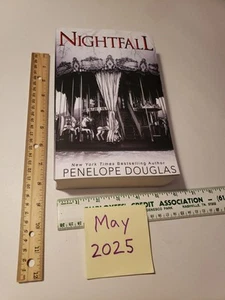 NIGHTFALL
New York Times Bestselling Author
PENELOPE DOUGLAS
CREDIT ASSOCIATION
May
2025